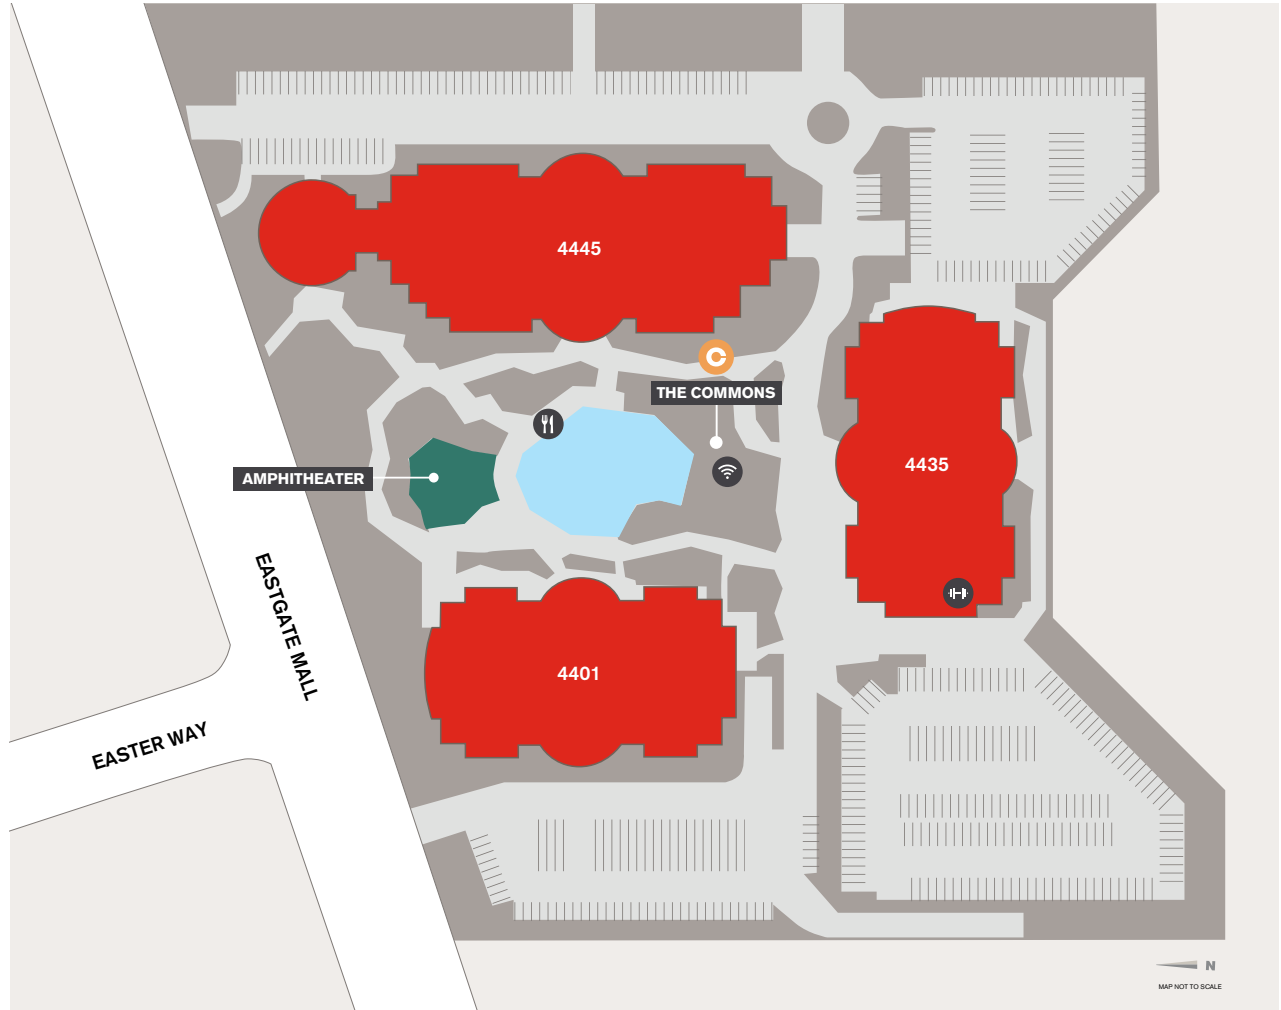 4445
THE COMMONS
4435
AMPHITHEATER
EASTGATE MALL
4401
EASTER WAY
N
MAP NOT TO SCALE